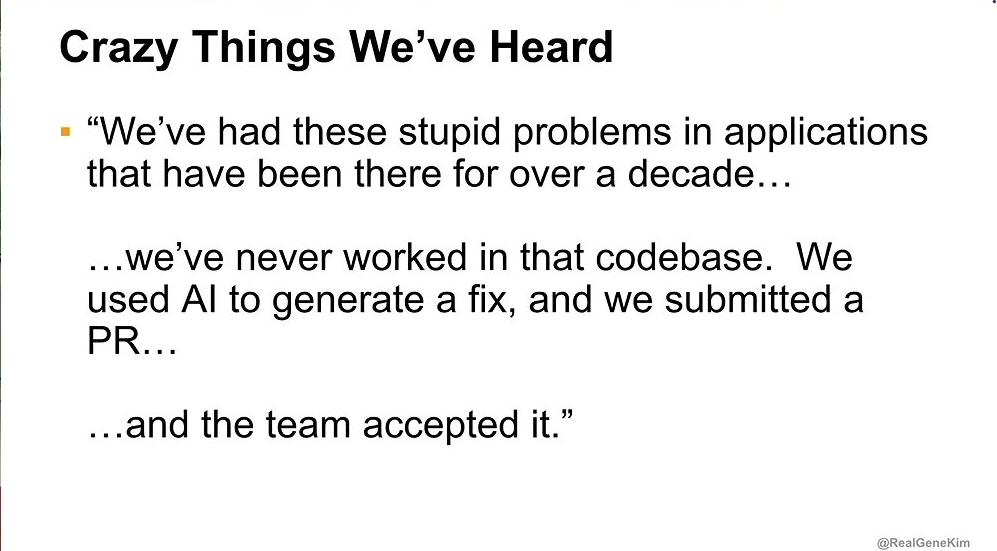 Crazy Things We’ve Heard
“We’ve had these stupid problems in applications
that have been there for over a decade…
…we’ve never worked in that codebase.  We
used AI to generate a fix, and we submitted a
PR…
…and the team accepted it.”
@RealGeneKim